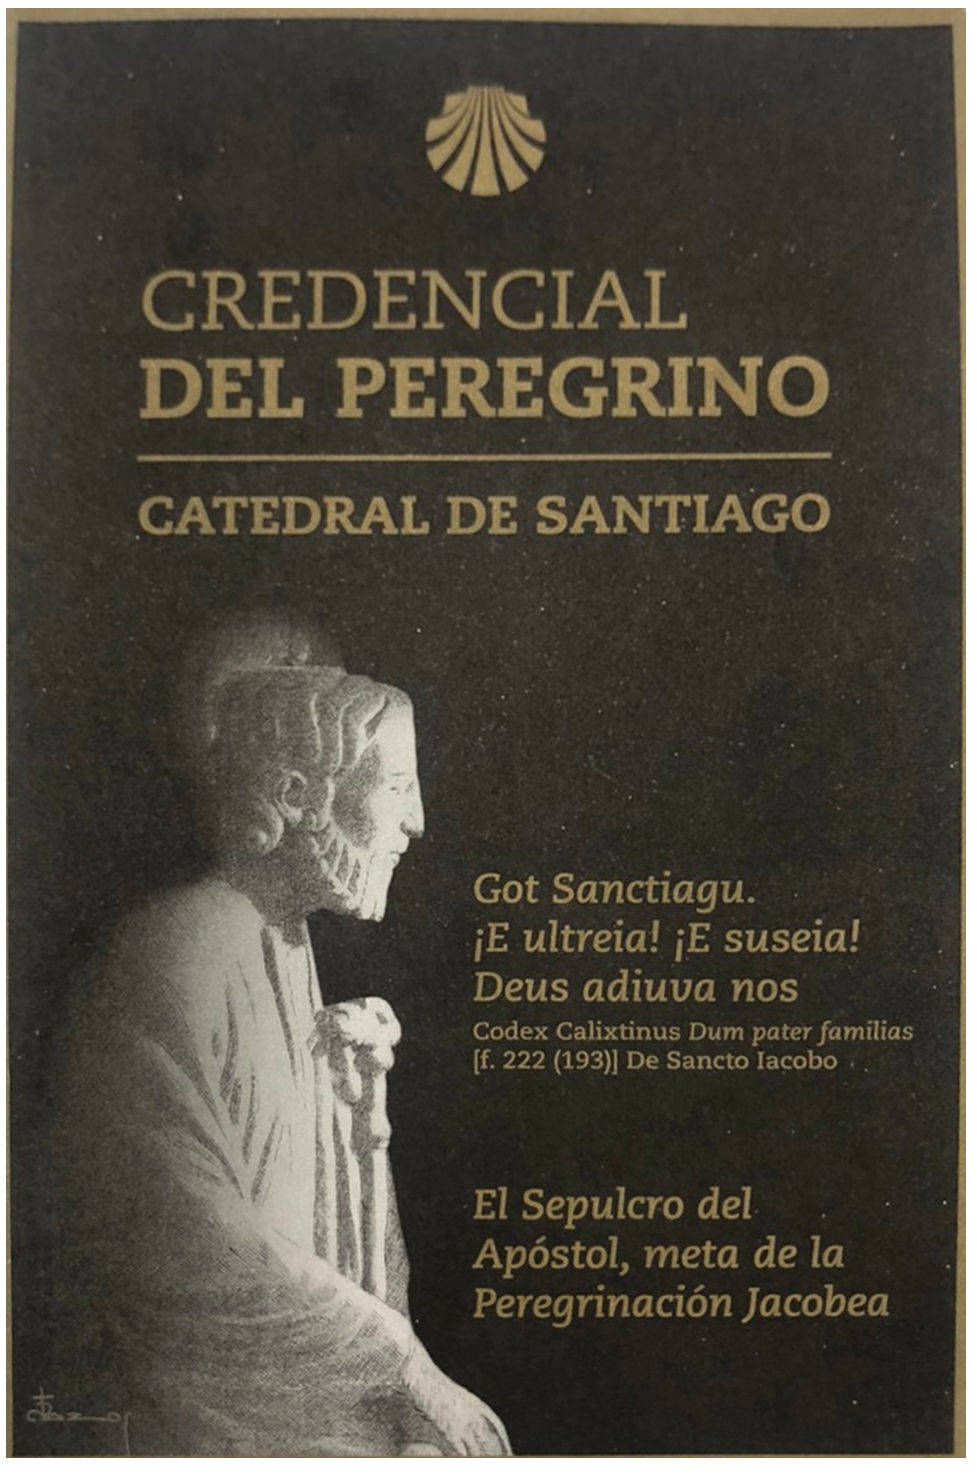 CREDENCIAL
DEL PEREGRINO
CATEDRAL DE SANTIAGO
Got Sanctiagu.
¡E ultreia! ¡E suseia!
Deus adiuva nos
Codex Calixtinus Dum pater familias
[f. 222 (193)] De Sancto Iacobo
El Sepulcro del
Apóstol, meta de la
Peregrinación Jacobea